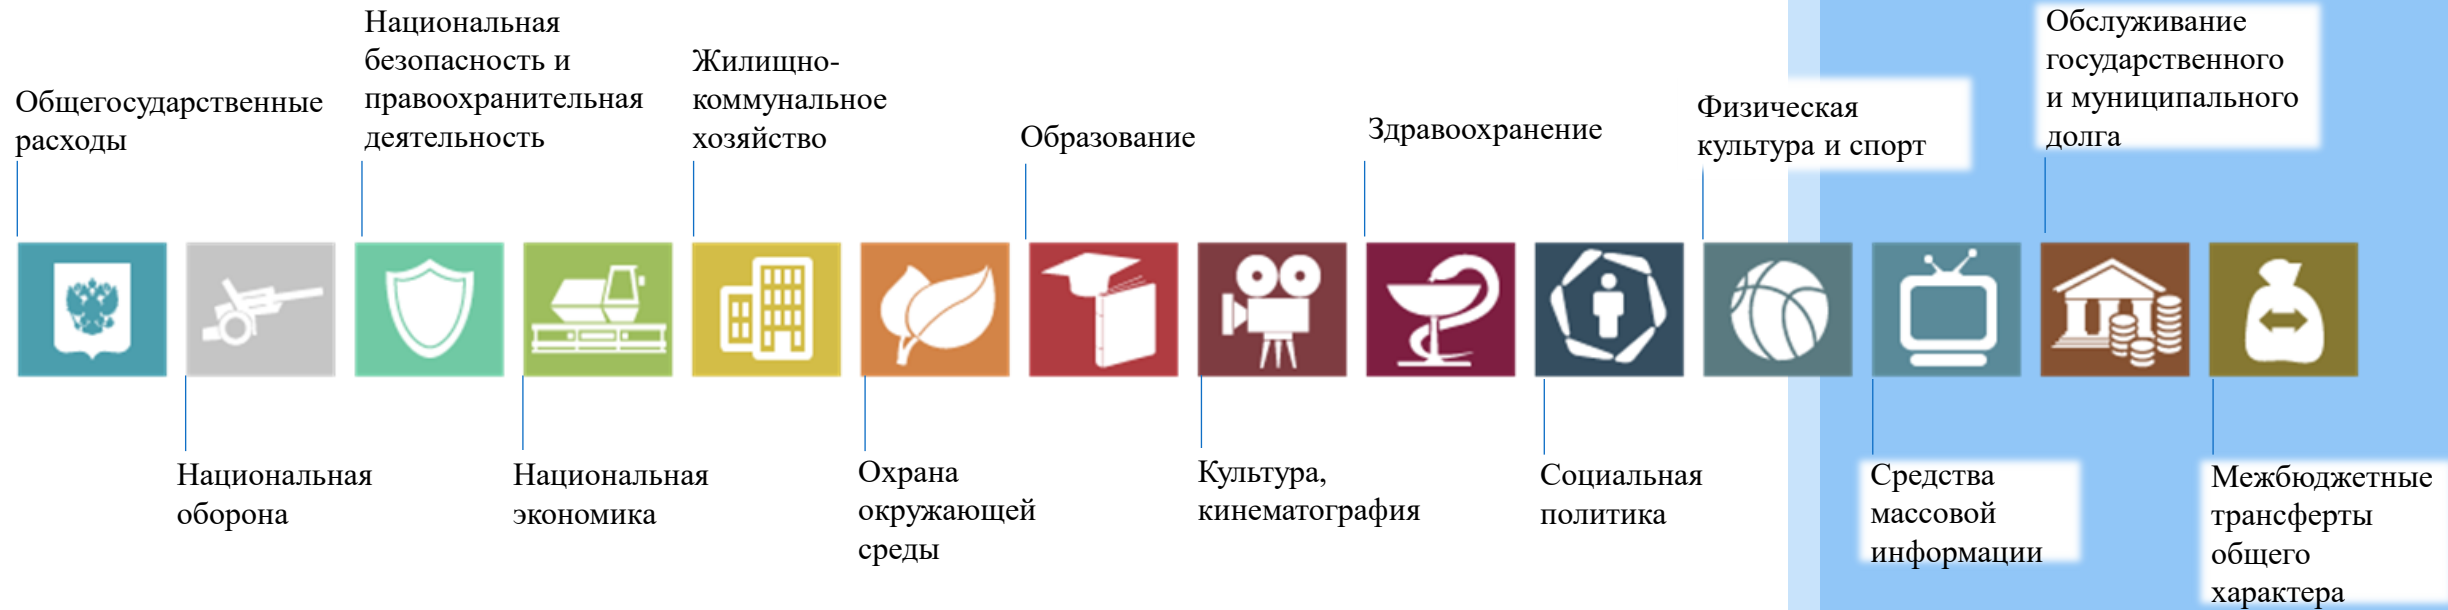 Общегосударственные
расходы
Национальная
безопасность и
правоохранительная
деятельность
Жилищно-
коммунальное
хозяйство
Образование
Здравоохранение
Физическая
культура и спорт
Обслуживание
государственного
и муниципального
долга
Национальная
оборона
Национальная
экономика
Охрана
окружающей
среды
Культура,
кинематография
Социальная
политика
Средства
массовой
информации
Межбюджетные
трансферты
общего
характера